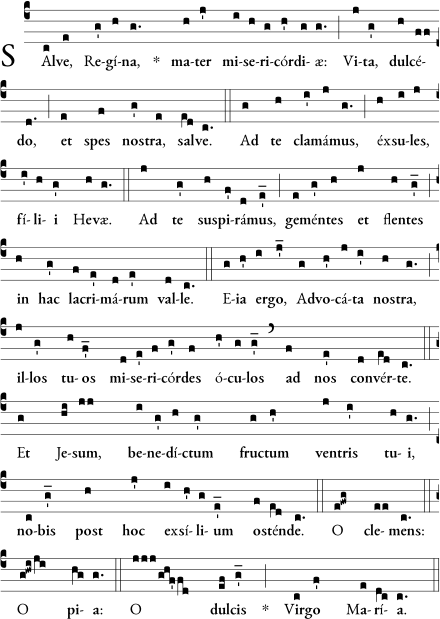 SAlve, Re-gí-na, * ma-ter mi-se-ri-córdi-æ: Vi-ta, dulcé-
do, et spes nostra, salve. Ad te clamámus, éxsu-les,
fí-li-i Hevæ. Ad te suspi-rámus, geméntes et flentes
in hac lacri-má-rum val-le. E-ia ergo, Advo-cá-ta nostra,
il-los tu-os mi-se-ri-córdes ó-cu-los ad nos convér-te.
Et Je-sum, be-ne-díc-tum fructum ventris tu-i,
no-bis post hoc exsí-li-um osténde. O cle-mens:
O pi-a: O dulcis * Virgo Ma-rí-a.